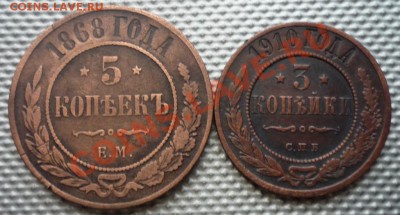 COINS.LAVE.RU
1868 ГОДА
5
КОПѢЕКЪ
Е.М.
1910 ГОДА
3
КОПѢЙКИ
С.П.Б.